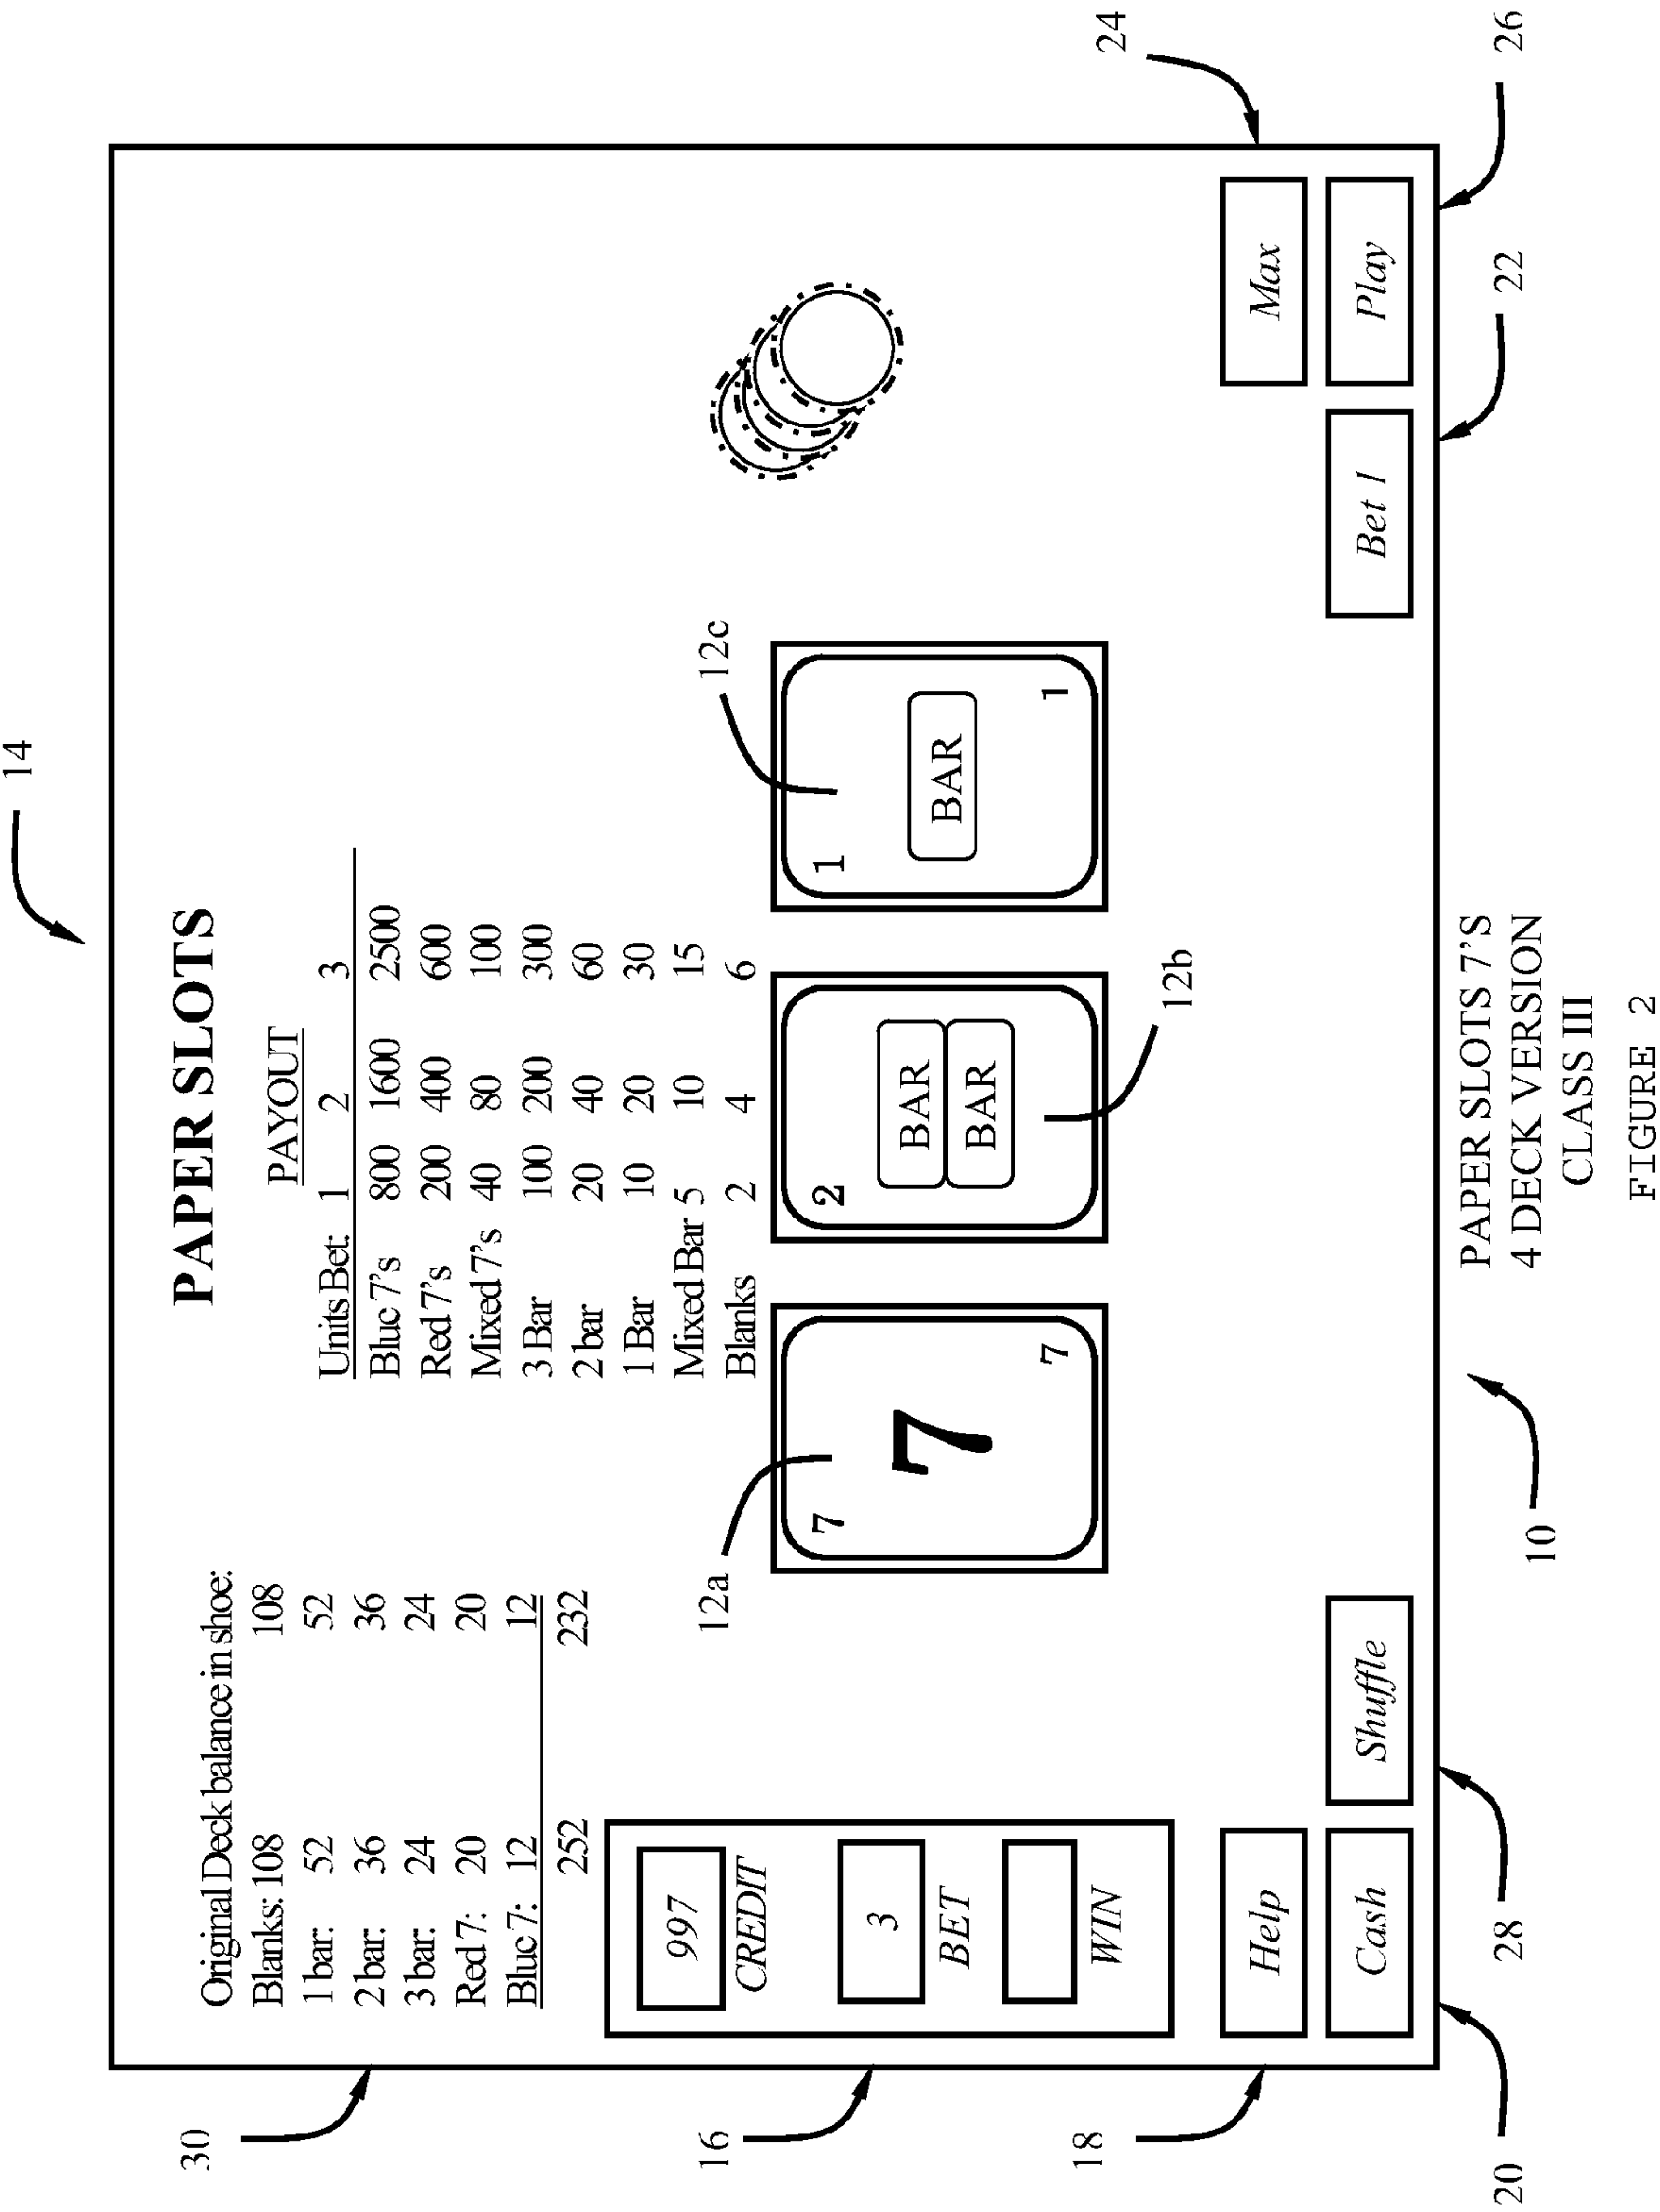 14
PAPER SLOTS
Original Deck balance in shoe:
Blanks: 108 108
1 bar: 52 52
2 bar: 36 36
3 bar: 24 24
Red 7: 20 20
Bluc 7: 12 12
252 232
PAYOUT
Units Bet: 1 2 3
Bluc 7's 800 1600 2500
Red 7's 200 400 600
Mixed 7's 40 80 100
3 Bar 100 200 300
2 bar 20 40 60
1 Bar 10 20 30
Mixed Bar 5 10 15
Blanks 2 4 6
30
16
18
997
CREDIT
3
BET
WIN
12a
7
7
7
2
BAR
BAR
12b
12c
1
BAR
1
Help
Cash
Shuffle
Bet 1
Max
Play
24
20
28
10
22
26
PAPER SLOTS 7'S
4 DECK VERSION
CLASS III
FIGURE 2